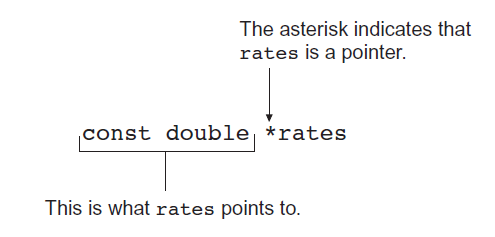 The asterisk indicates that
rates is a pointer.
const double *rates
This is what rates points to.